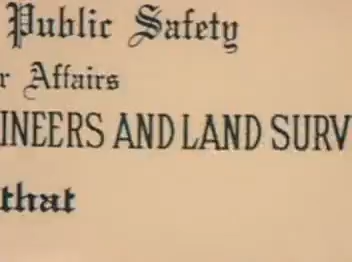 Public Safety
r Affairs
INEERS AND LAND SURV
that